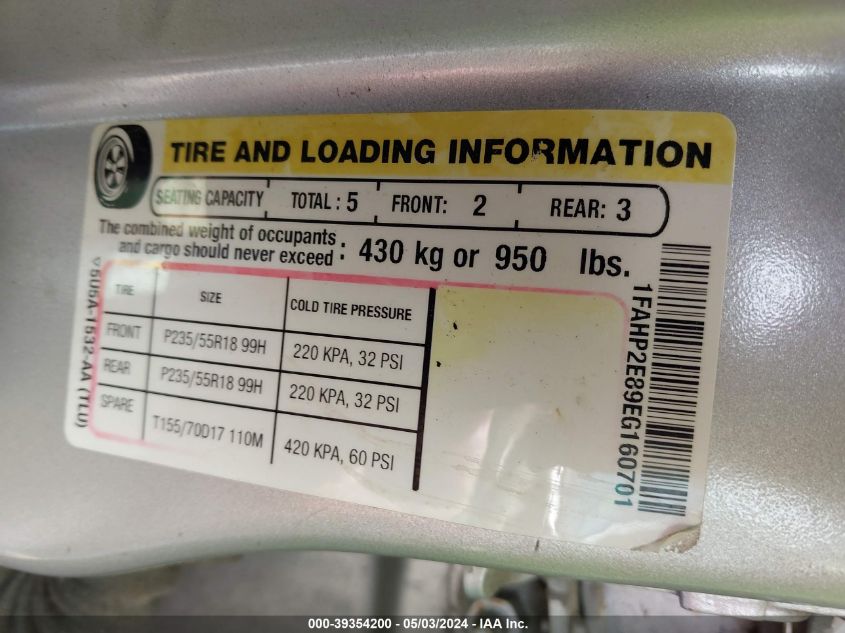 TIRE AND LOADING INFORMATION
SEATING CAPACITY TOTAL : 5 FRONT: 2 REAR: 3
The combined weight of occupants
and cargo should never exceed : 430 kg or 950 lbs.
TIRE SIZE COLD TIRE PRESSURE
FRONT P235/55R18 99H 220 KPA, 32 PSI
REAR P235/55R18 99H 220 KPA, 32 PSI
SPARE T155/70D17 110M 420 KPA, 60 PSI
1FAHP2E89EG160701
000-39354200 - 05/03/2024 - IAA Inc.